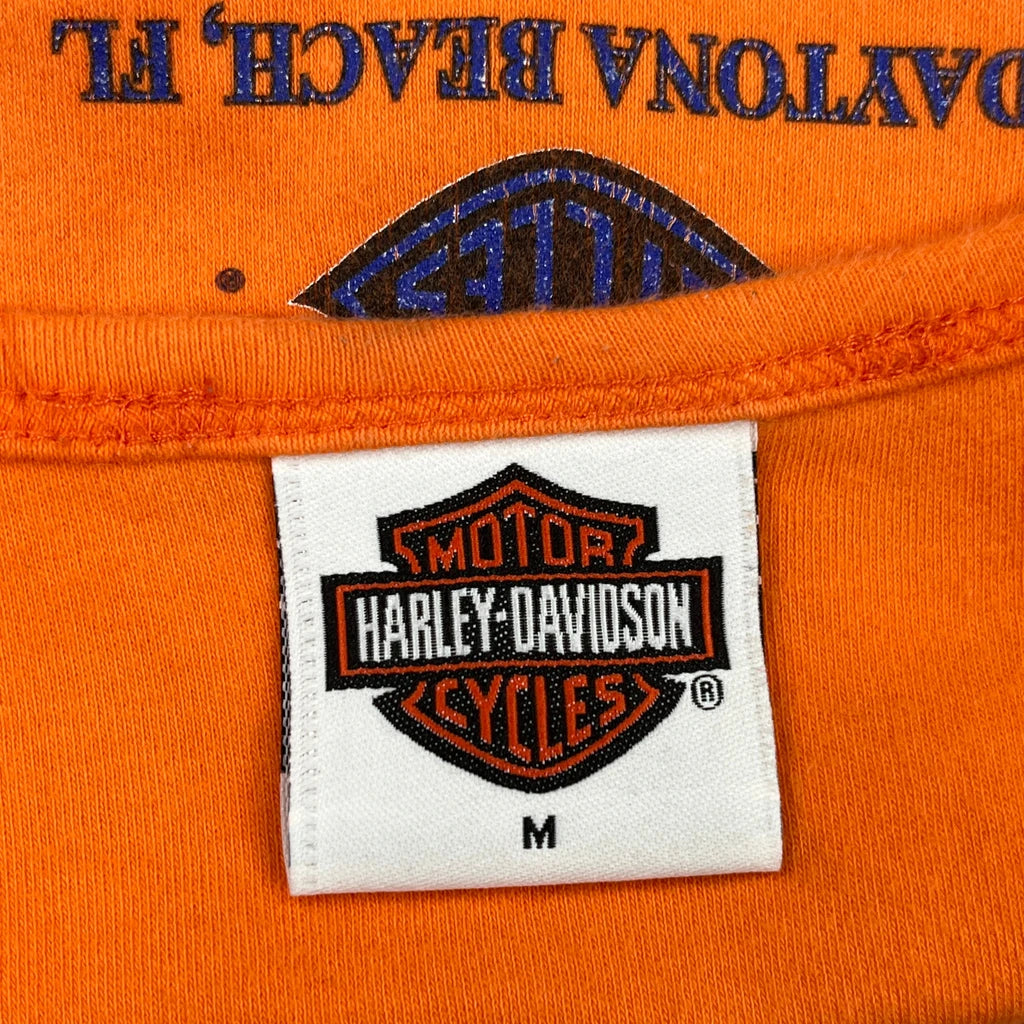 DAYTONA BEACH, FL
®
MOTOR
HARLEY-DAVIDSON
CYCLES
®
M